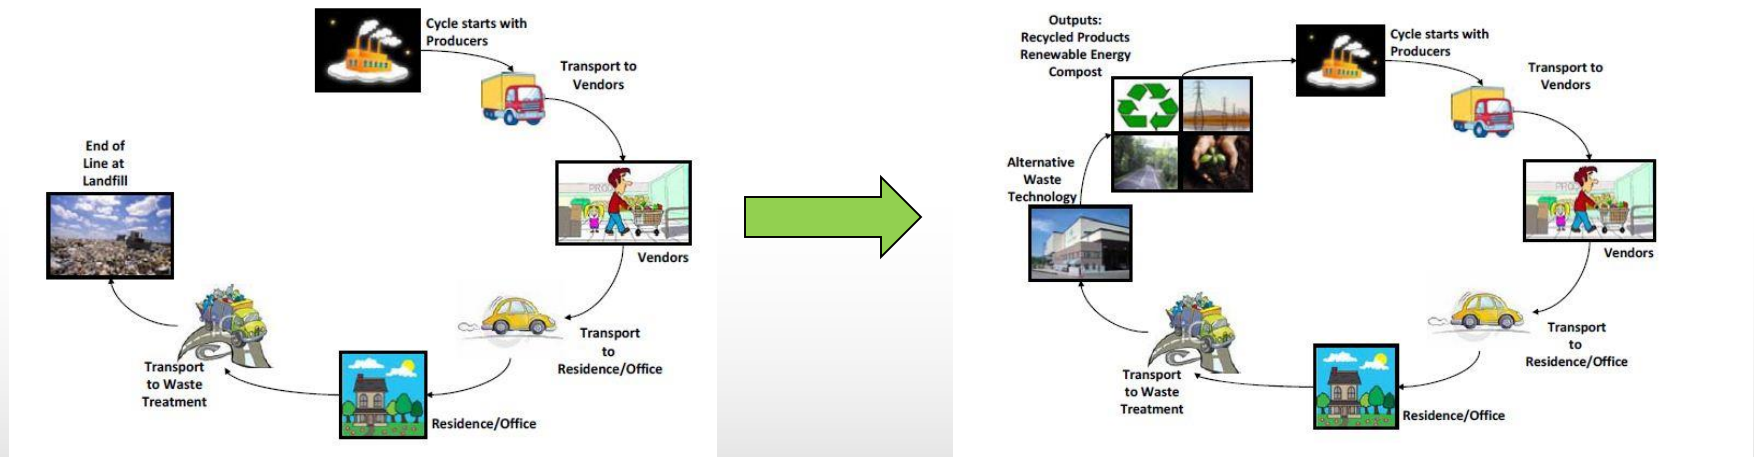 Cycle starts with
Producers
Transport to
Vendors
Vendors
Transport
to
Residence/Office
Residence/Office
Transport
to Waste
Treatment
End of
Line at
Landfill
Outputs:
Recycled Products
Renewable Energy
Compost
Cycle starts with
Producers
Transport to
Vendors
Vendors
Transport
to
Residence/Office
Residence/Office
Transport
to Waste
Treatment
Alternative
Waste
Technology